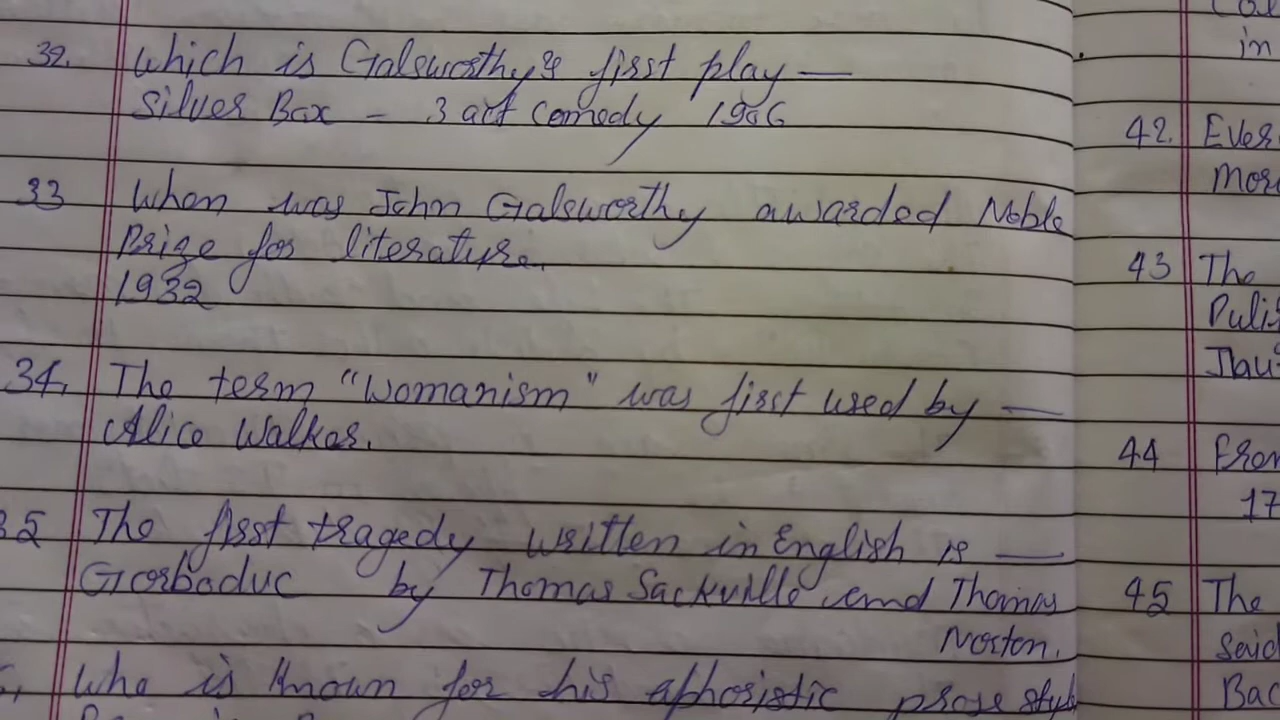 32. Which is Galsworthy's first play —
Silver Box - 3 act comedy 1906
33 When was John Galsworthy awarded Noble
Prize for literature.
1932
34. The term "Womanism" was first used by —
Alice Walker.
35 The first tragedy written in English is —
Gorboduc by Thomas Sackville and Thomas
Norton.
Who is known for his aphoristic prose style
in
42. Ever
More
43 The
Puli
44 From
17
45 The
Said
Bac